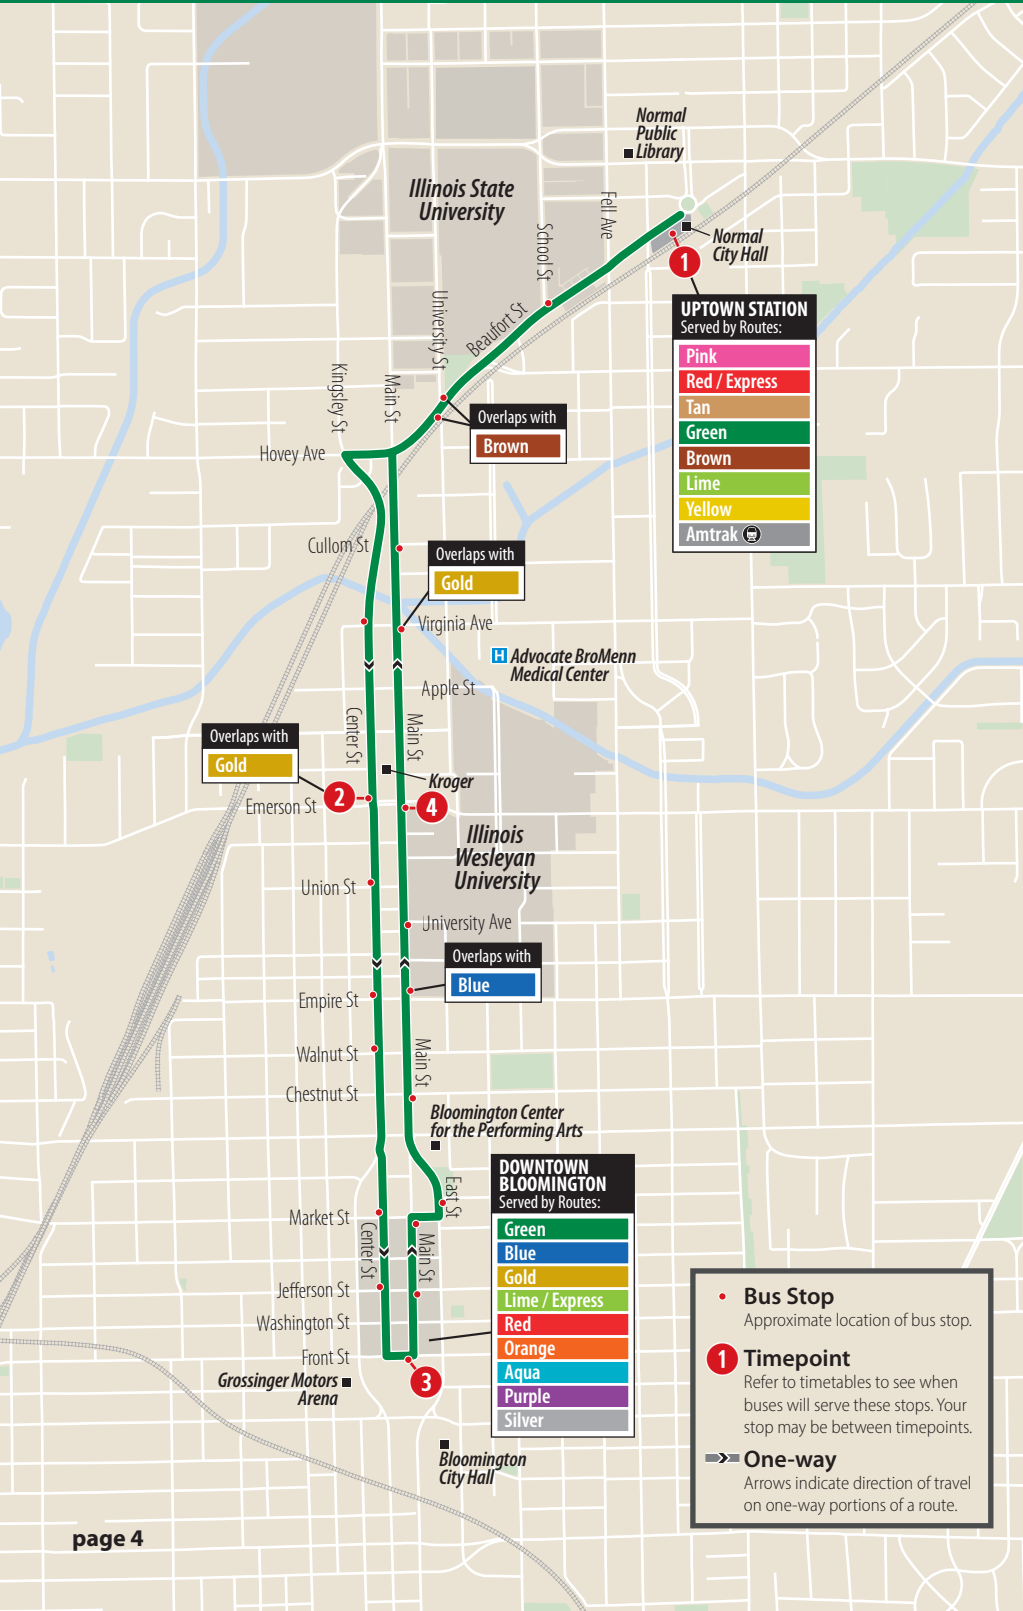 Normal
Public
Library
Illinois State
University
Fell Ave
School St
Normal
City Hall
1
UPTOWN STATION
Served by Routes:
Pink
Red / Express
Tan
Green
Brown
Lime
Yellow
Amtrak
University St
Beaufort St
Kingsley St
Main St
Overlaps with
Brown
Hovey Ave
Cullom St
Overlaps with
Gold
Virginia Ave
H Advocate BroMenn
Medical Center
Apple St
Center St
Main St
Overlaps with
Gold
Kroger
Emerson St
2
4
Illinois
Wesleyan
University
Union St
University Ave
Overlaps with
Blue
Empire St
Walnut St
Main St
Chestnut St
Bloomington Center
for the Performing Arts
DOWNTOWN
BLOOMINGTON
Served by Routes:
Green
Blue
Gold
Lime / Express
Red
Orange
Aqua
Purple
Silver
East St
Market St
Center St
Main St
Jefferson St
Washington St
Front St
Grossinger Motors
Arena
3
Bloomington
City Hall
Bus Stop
Approximate location of bus stop.
1 Timepoint
Refer to timetables to see when
buses will serve these stops. Your
stop may be between timepoints.
One-way
Arrows indicate direction of travel
on one-way portions of a route.
page 4